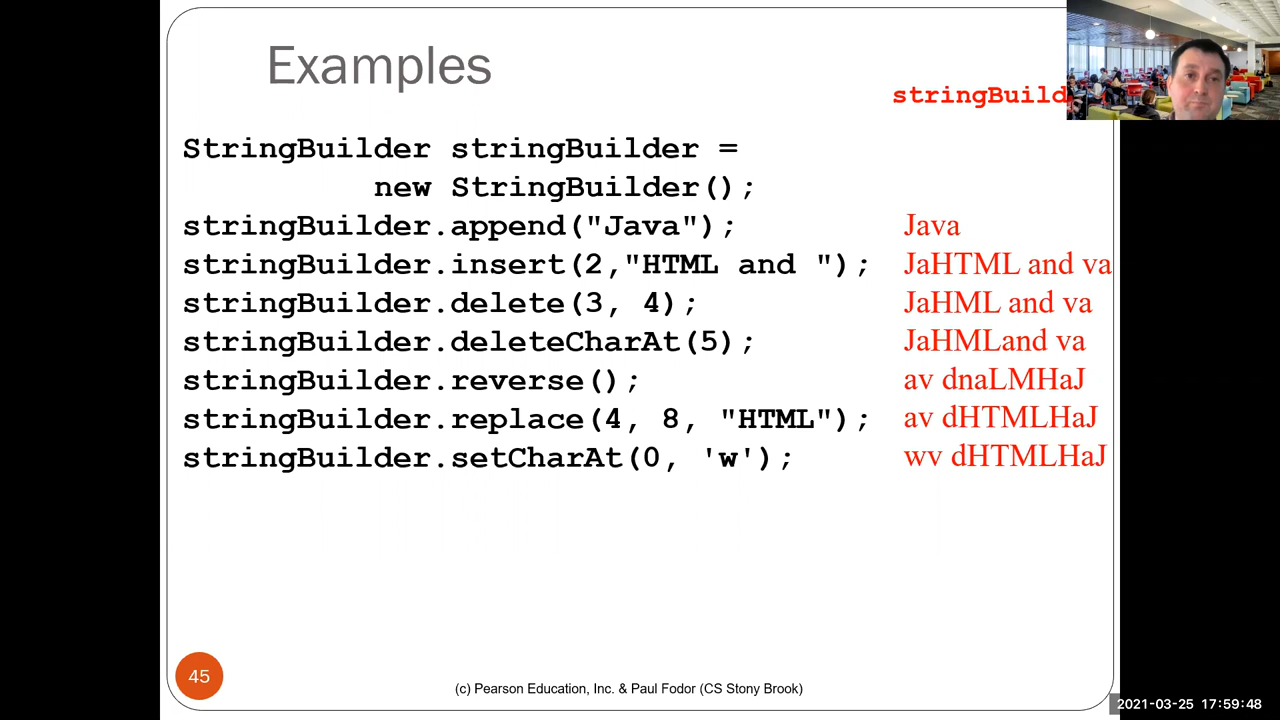 Examples
stringBuild
StringBuilder stringBuilder =
new StringBuilder();
stringBuilder.append("Java"); Java
stringBuilder.insert(2,"HTML and "); JaHTML and va
stringBuilder.delete(3, 4); JaHML and va
stringBuilder.deleteCharAt(5); JaHMLand va
stringBuilder.reverse(); av dnaLMHaJ
stringBuilder.replace(4, 8, "HTML"); av dHTMLHaJ
stringBuilder.setCharAt(0, 'w'); wv dHTMLHaJ
45
(c) Pearson Education, Inc. & Paul Fodor (CS Stony Brook)
2021-03-25 17:59:48